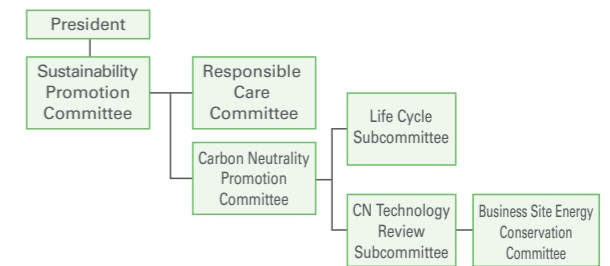 President
Sustainability
Promotion
Committee
Responsible
Care
Committee
Carbon Neutrality
Promotion
Committee
Life Cycle
Subcommittee
CN Technology
Review
Subcommittee
Business Site Energy
Conservation
Committee